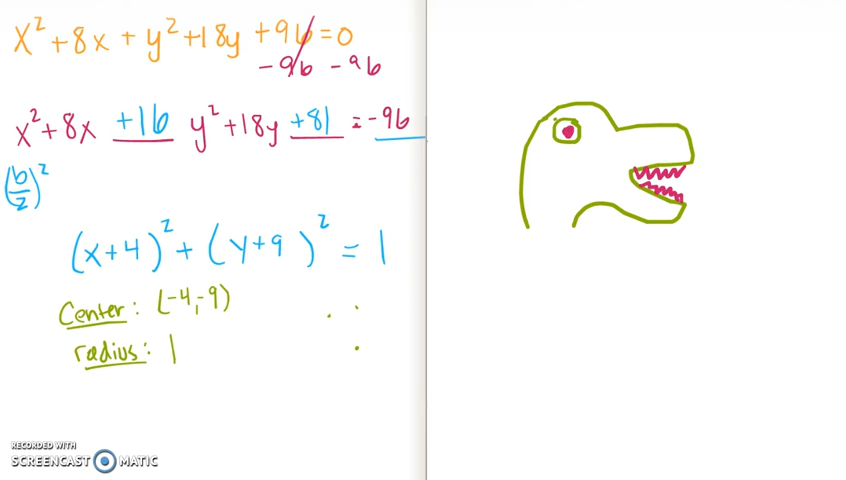 x² + 8x + y² + 18y + 96 = 0
- 96 - 96
x² + 8x +16 y² + 18y +81 = -96
(b/2)²
(x+4)² + (y+9)² = 1
Center: (-4,-9)
radius: 1
RECORDED WITH
SCREENCAST MATIC